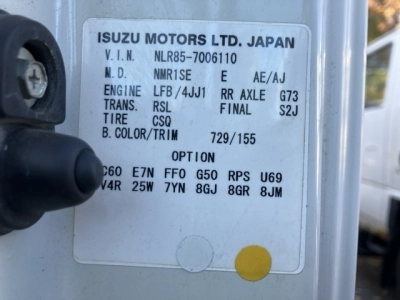 ISUZU MOTORS LTD. JAPAN
V.I.N. NLR85-7006110
M.D. NMR1SE E AE/AJ
ENGINE LFB/4JJ1 RR AXLE G73
TRANS. RSL FINAL S2J
TIRE CSQ
B.COLOR/TRIM 729/155
OPTION
C60 E7N FF0 G50 RPS U69
V4R 25W 7YN 8GJ 8GR 8JM